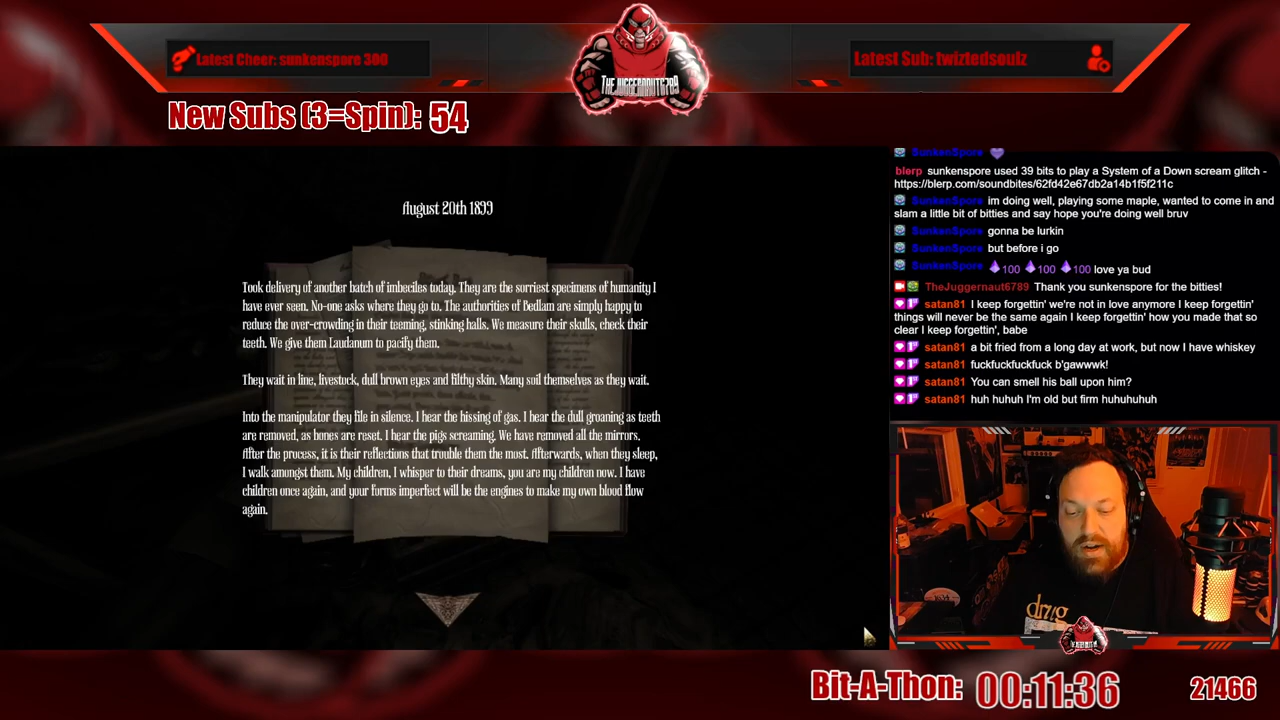 Latest Cheer: sunkenspore 300
THEJUGGERNAUT6789
Latest Sub: twiztedsoulz
New Subs (3=Spin): 54
August 20th 1899
Took delivery of another batch of imbeciles today. They are the sorriest specimens of humanity I
have ever seen. No-one asks where they go to. The authorities of Bedlam are simply happy to
reduce the over-crowding in their teeming, stinking halls. We measure their skulls, check their
teeth. We give them Laudanum to pacify them.
They wait in line, livestock, dull brown eyes and filthy skin. Many soil themselves as they wait.
Into the manipulator they file in silence. I hear the hissing of gas. I hear the dull groaning as teeth
are removed, as bones are reset. I hear the pigs screaming. We have removed all the mirrors.
After the process, it is their reflections that trouble them the most. Afterwards, when they sleep,
I walk amongst them. My children, I whisper to their dreams, you are my children now. I have
children once again, and your forms imperfect will be the engines to make my own blood flow
again.
SunkenSpore
blerp sunkenspore used 39 bits to play a System of a Down scream glitch -
https://blerp.com/soundbites/62fd42e67db2a14b1f5f211c
SunkenSpore im doing well, playing some maple, wanted to come in and
slam a little bit of bitties and say hope you're doing well bruv
SunkenSpore gonna be lurkin
SunkenSpore but before i go
SunkenSpore 100 100 100 love ya bud
TheJuggernaut6789 Thank you sunkenspore for the bitties!
satan81 I keep forgettin' we're not in love anymore I keep forgettin'
things will never be the same again I keep forgettin' how you made that so
clear I keep forgettin', babe
satan81 a bit fried from a long day at work, but now I have whiskey
satan81 fuckfuckfuckfuck b'gawwwk!
satan81 You can smell his ball upon him?
satan81 huh huhuh I'm old but firm huhuhuhuh
drug
Bit-A-Thon: 00:11:36 21466